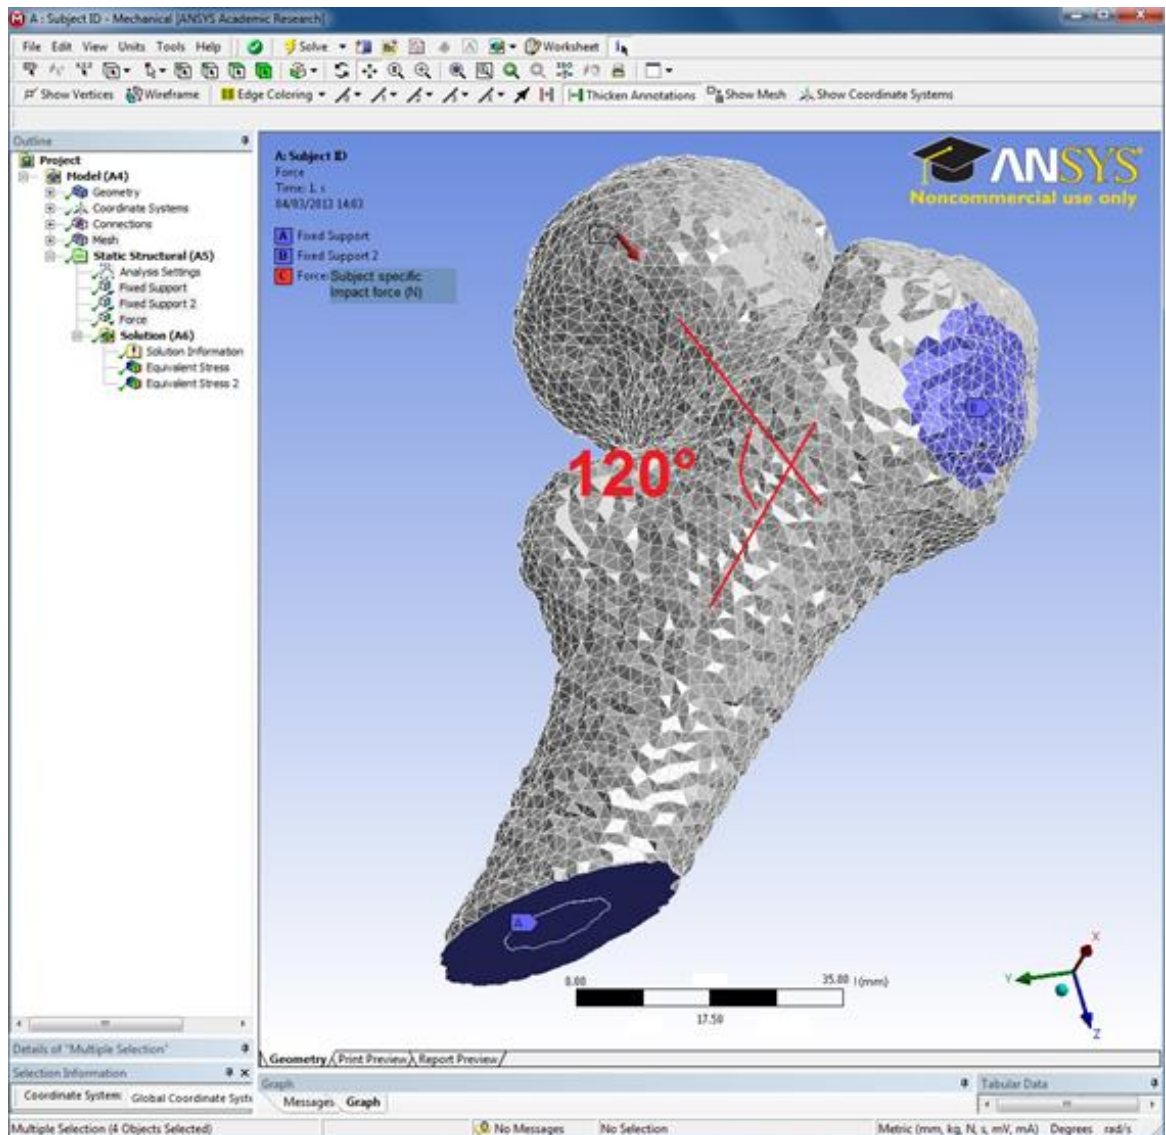 A : Subject ID - Mechanical [ANSYS Academic Research]
File Edit View Units Tools Help Solve Worksheet
Show Vertices Wireframe Edge Coloring Thicken Annotations Show Mesh Show Coordinate Systems
Outline
Project
Model (A4)
Geometry
Coordinate Systems
Connections
Mesh
Static Structural (A5)
Analysis Settings
Fixed Support
Fixed Support 2
Force
Solution (A6)
Solution Information
Equivalent Stress
Equivalent Stress 2
A: Subject ID
Force
Time: 1. s
04/03/2013 14:03
A Fixed Support
B Fixed Support 2
C Force: Subject specific
impact force (N)
ANSYS
Noncommercial use only
B
120°
A
0.00 35.00 (mm)
17.50
X
Y
Z
Details of "Multiple Selection"
Selection Information
Coordinate System: Global Coordinate Syste
Geometry Print Preview Report Preview
Graph
Messages Graph
Tabular Data
Multiple Selection (4 Objects Selected) No Messages No Selection Metric (mm, kg, N, s, mV, mA) Degrees rad/s